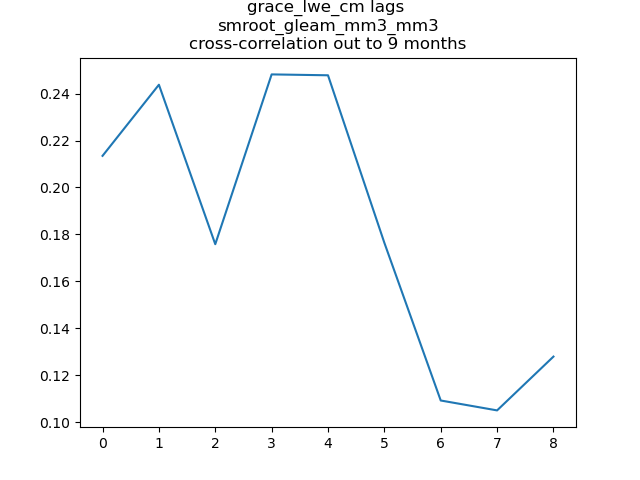 grace_lwe_cm lags
smroot_gleam_mm3_mm3
cross-correlation out to 9 months
0.24
0.22
0.20
0.18
0.16
0.14
0.12
0.10
0 1 2 3 4 5 6 7 8